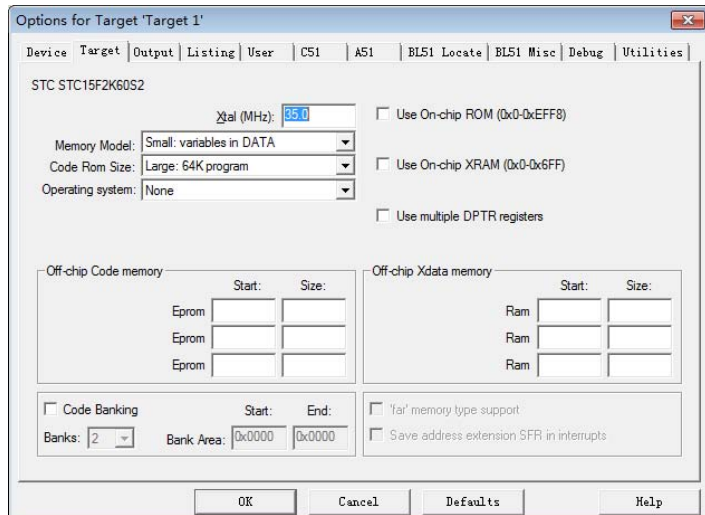 Options for Target 'Target 1'
Device Target Output Listing User C51 A51 BL51 Locate BL51 Misc Debug Utilities
STC STC15F2K60S2
Xtal (MHz): 35.0
Use On-chip ROM (0x0-0xEFF8)
Memory Model: Small: variables in DATA
Code Rom Size: Large: 64K program
Use On-chip XRAM (0x0-0x6FF)
Operating system: None
Use multiple DPTR registers
Off-chip Code memory
Start: Size:
Eprom
Eprom
Eprom
Off-chip Xdata memory
Start: Size:
Ram
Ram
Ram
Code Banking Start: End:
Banks: 2 Bank Area: 0x0000 0x0000
'far' memory type support
Save address extension SFR in interrupts
OK Cancel Defaults Help